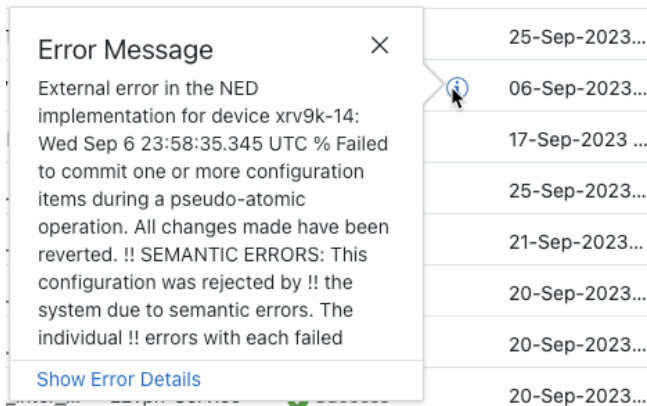 Error Message
External error in the NED
implementation for device xrv9k-14:
Wed Sep 6 23:58:35.345 UTC % Failed
to commit one or more configuration
items during a pseudo-atomic
operation. All changes made have been
reverted. !! SEMANTIC ERRORS: This
configuration was rejected by !! the
system due to semantic errors. The
individual !! errors with each failed
Show Error Details
25-Sep-2023...
06-Sep-2023...
17-Sep-2023 ...
25-Sep-2023...
21-Sep-2023...
20-Sep-2023...
20-Sep-2023...
20-Sep-2023...